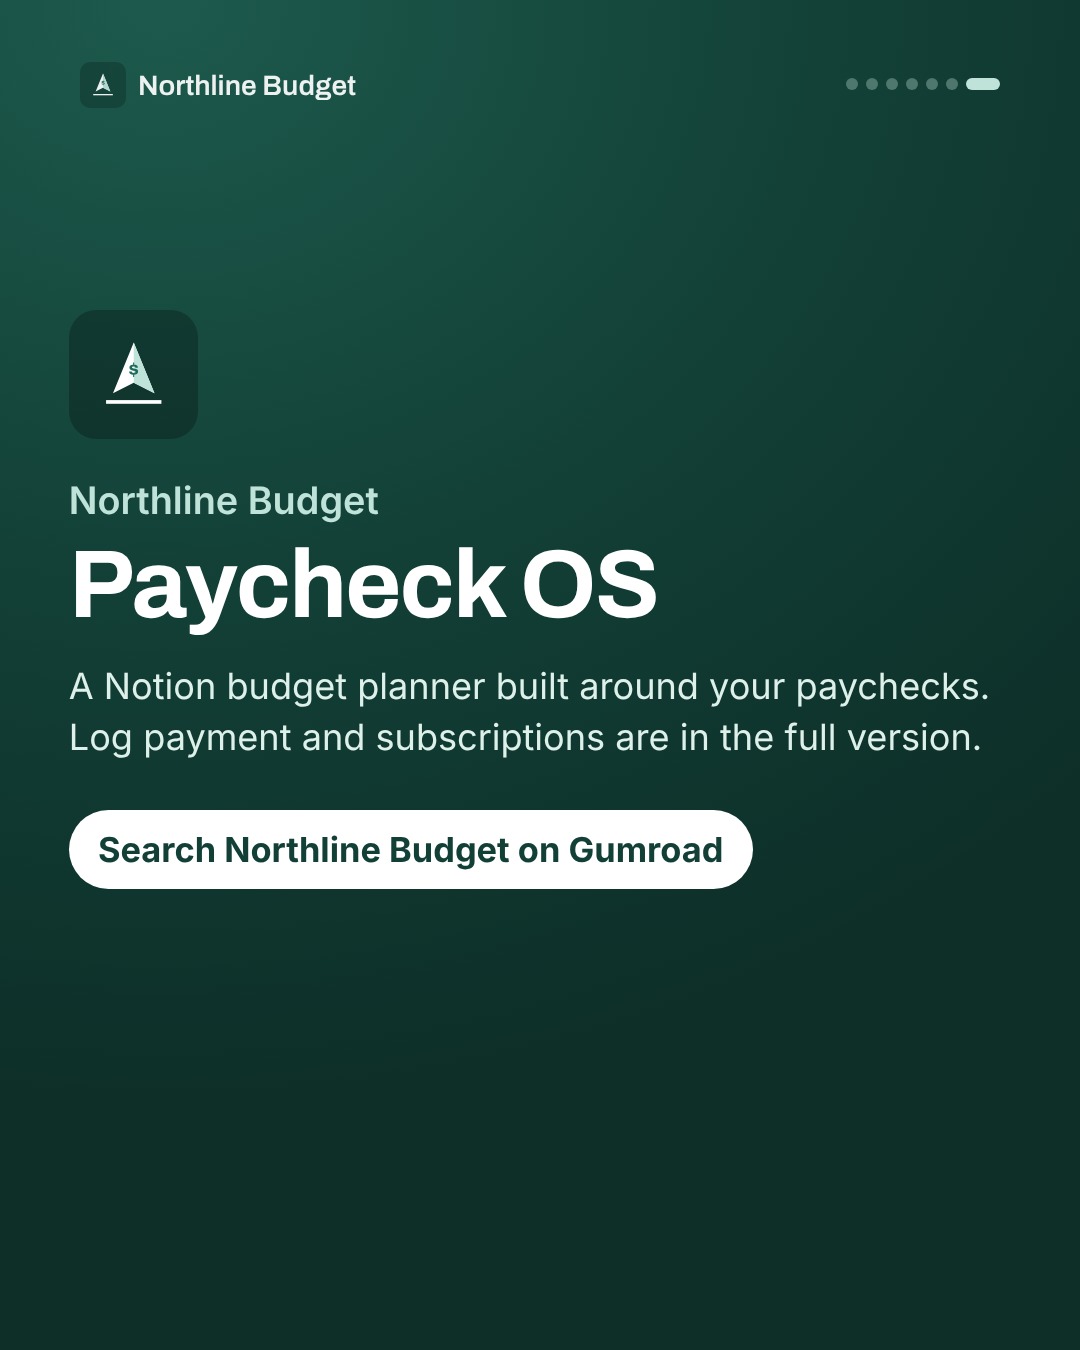 Northline Budget
$
Northline Budget
Paycheck OS
A Notion budget planner built around your paychecks.
Log payment and subscriptions are in the full version.
Search Northline Budget on Gumroad